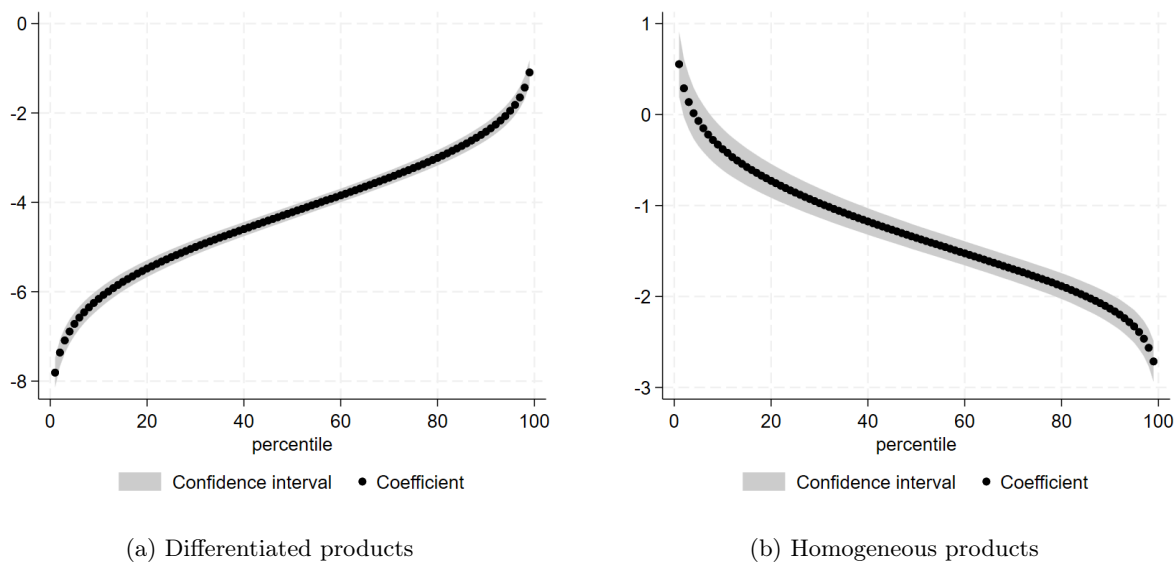 0
-2
-4
-6
-8
0 20 40 60 80 100
percentile
Confidence interval Coefficient
(a) Differentiated products
1
0
-1
-2
-3
0 20 40 60 80 100
percentile
Confidence interval Coefficient
(b) Homogeneous products